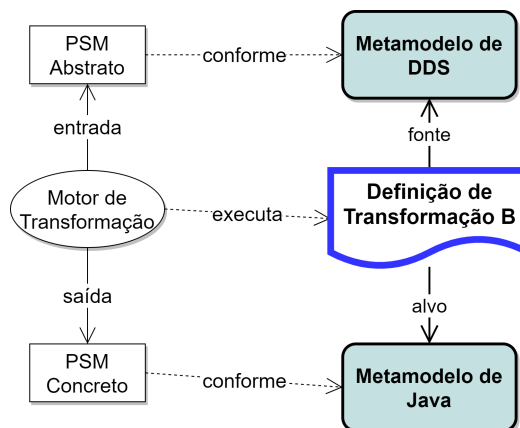 PSM
Abstrato
conforme
Metamodelo de
DDS
entrada
fonte
Motor de
Transformação
executa
Definição de
Transformação B
saída
alvo
PSM
Concreto
conforme
Metamodelo de
Java